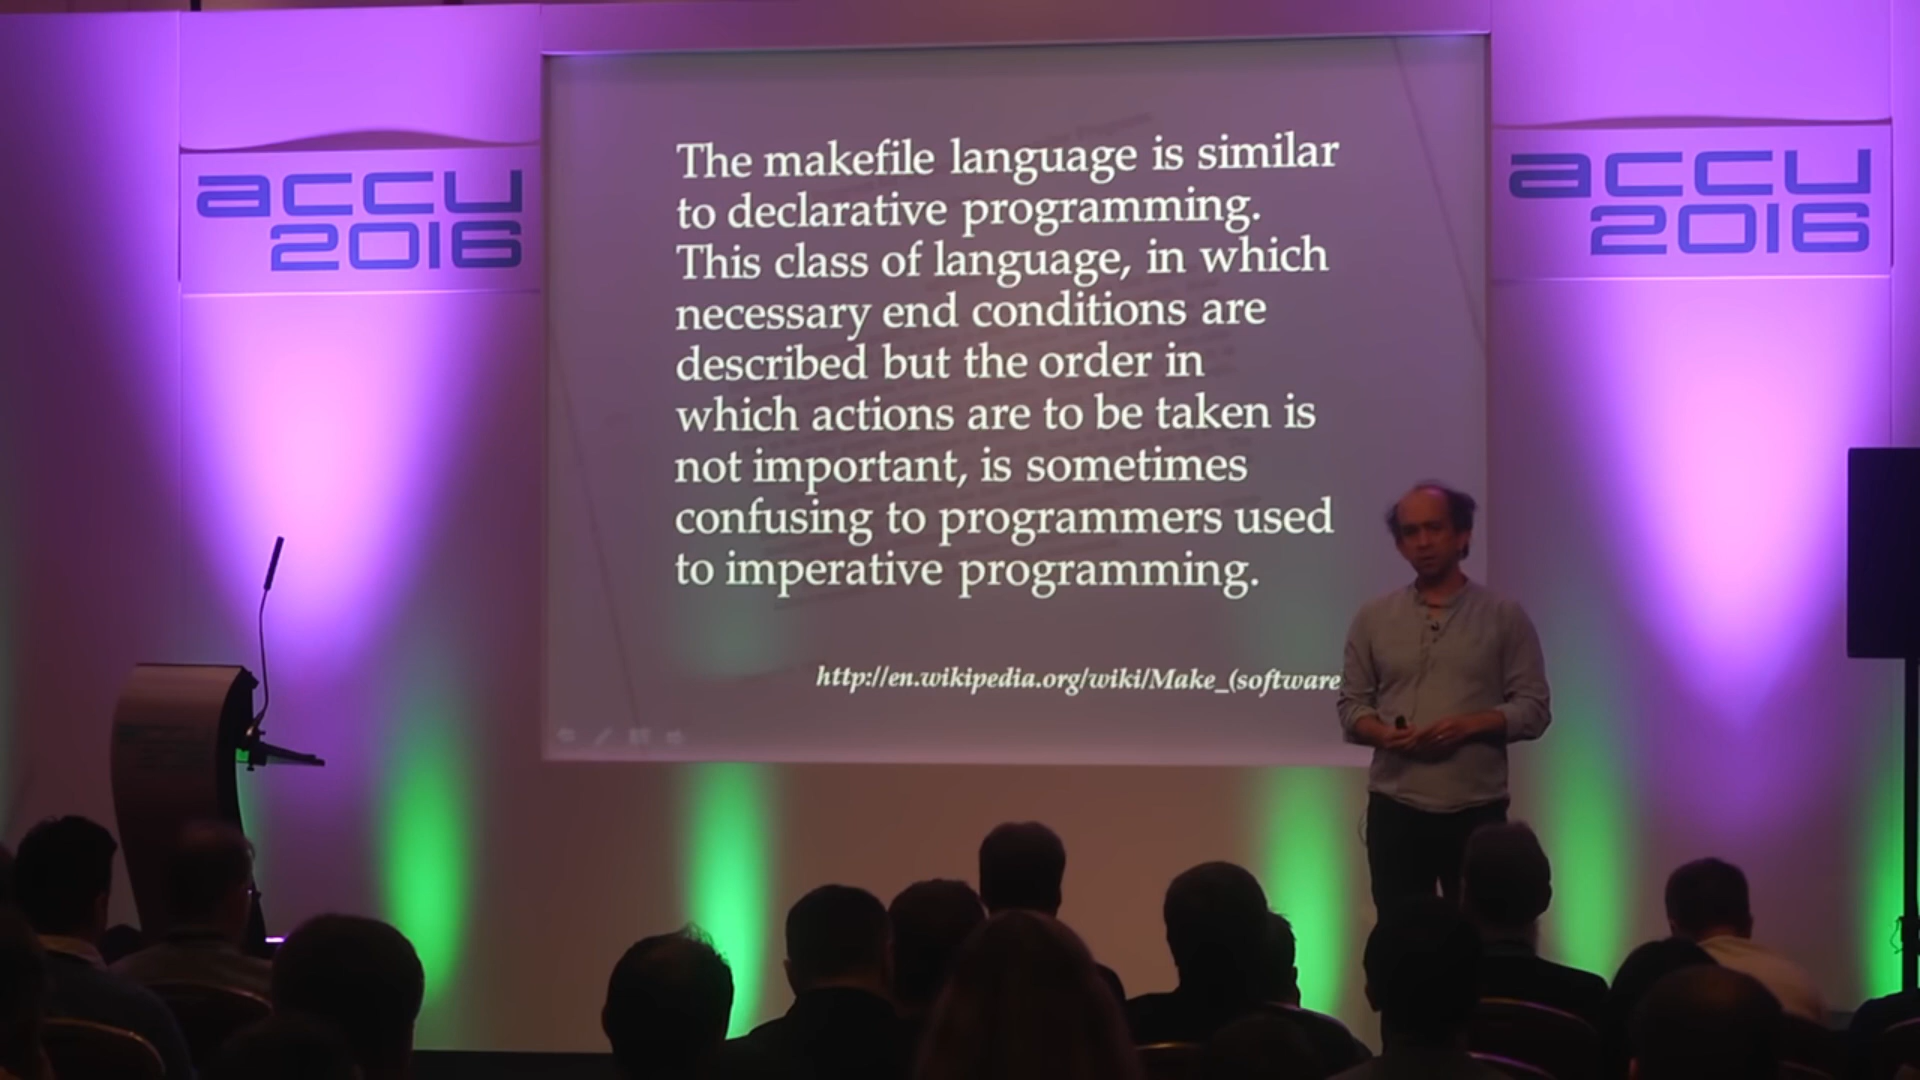 accu
2016
The makefile language is similar
to declarative programming.
This class of language, in which
necessary end conditions are
described but the order in
which actions are to be taken is
not important, is sometimes
confusing to programmers used
to imperative programming.
http://en.wikipedia.org/wiki/Make_(software
accu
2016